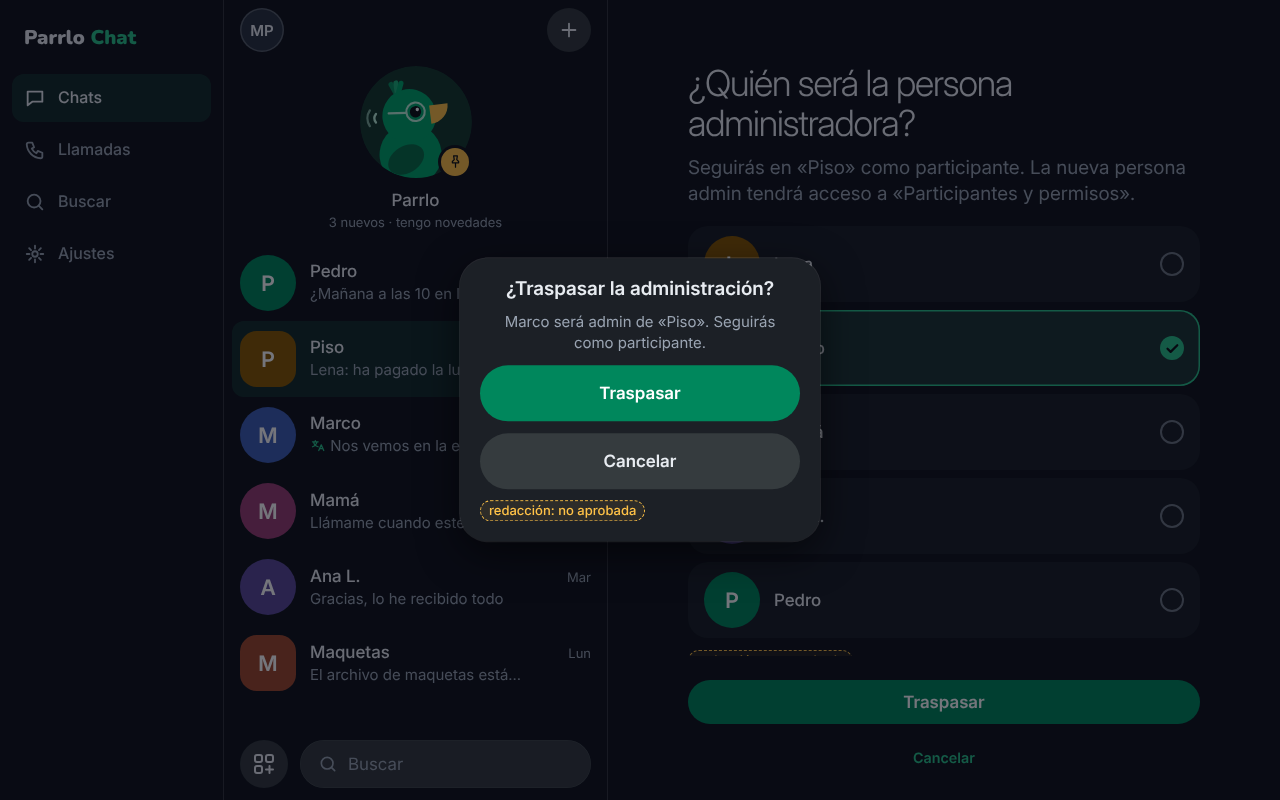 Parrlo Chat
Chats
Llamadas
Buscar
Ajustes
MP
Parrlo
3 nuevos · tengo novedades
P
Pedro
¿Mañana a las 10 en
P
Piso
Lena: ha pagado la lu
M
Marco
Nos vemos en la e
M
Mamá
Llámame cuando esté
A
Ana L.
Mar
Gracias, lo he recibido todo
M
Maquetas
Lun
El archivo de maquetas está...
Buscar
¿Quién será la persona
administradora?
Seguirás en «Piso» como participante. La nueva persona
admin tendrá acceso a «Participantes y permisos».
P
Pedro
Traspasar
Cancelar
¿Traspasar la administración?
Marco será admin de «Piso». Seguirás
como participante.
Traspasar
Cancelar
redacción: no aprobada